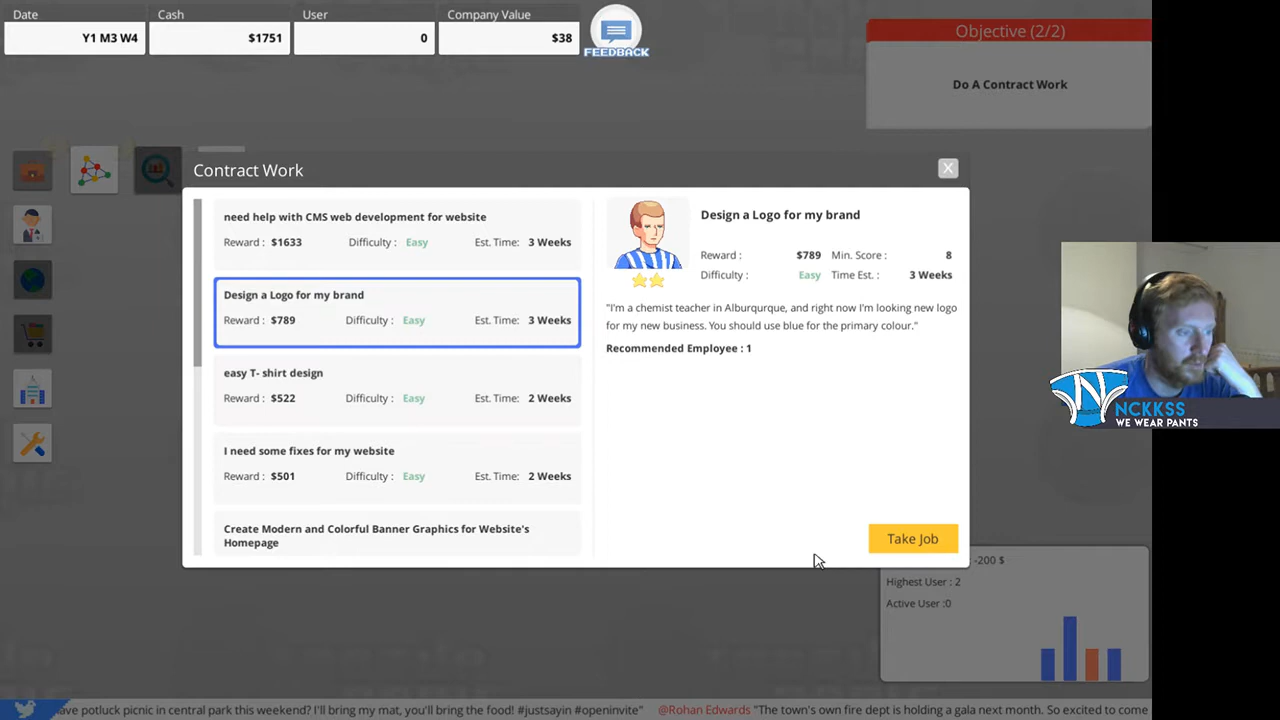 Date
User
Cash
Company Value
Y1 M3 W4
$1751
0
$38
FEEDBACK
Objective (2/2)
Do A Contract Work
Contract Work
X
need help with CMS web development for website
Reward : $1633 Difficulty : Easy Est. Time: 3 Weeks
Design a Logo for my brand
Reward : $789 Difficulty : Easy Est. Time: 3 Weeks
easy T- shirt design
Reward : $522 Difficulty : Easy Est. Time: 2 Weeks
I need some fixes for my website
Reward : $501 Difficulty : Easy Est. Time: 2 Weeks
Create Modern and Colorful Banner Graphics for Website's
Homepage
Design a Logo for my brand
Reward : $789 Min. Score : 8
Difficulty : Easy Time Est. : 3 Weeks
"I'm a chemist teacher in Alburqurque, and right now I'm looking new logo
for my new business. You should use blue for the primary colour."
Recommended Employee : 1
Take Job
NCKKSS
WE WEAR PANTS
-200 $
Highest User : 2
Active User :0
ave potluck picnic in central park this weekend? I'll bring my mat, you'll bring the food! #justsayin #openinvite" @Rohan Edwards "The town's own fire dept is holding a gala next month. So excited to come